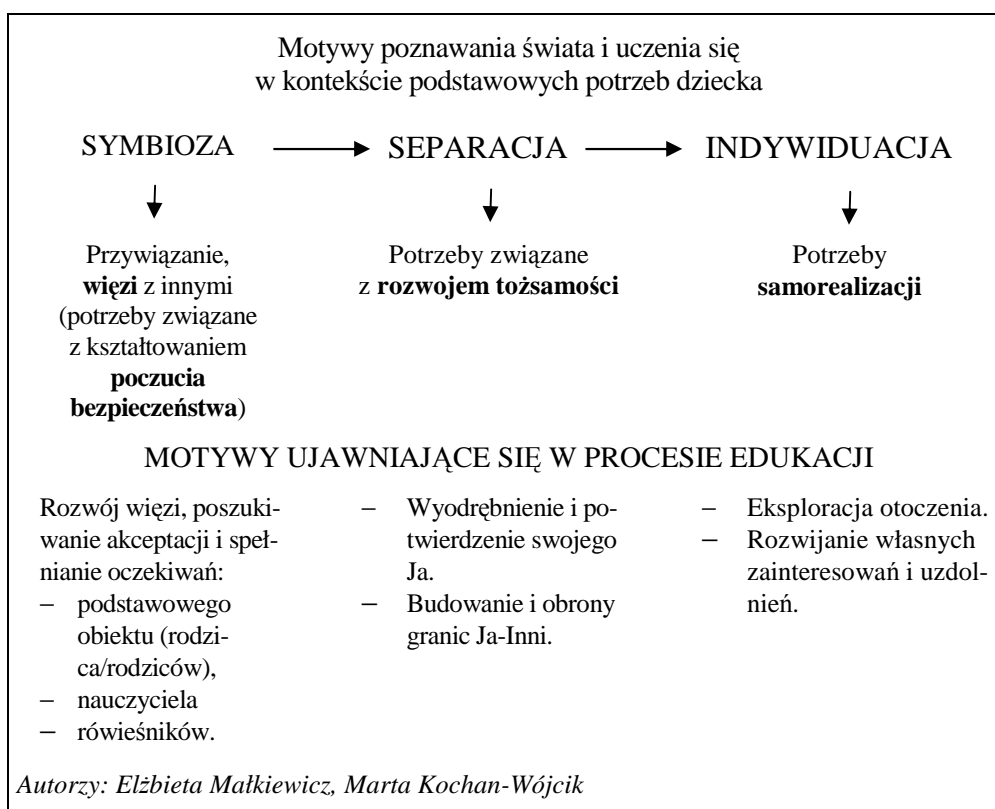 Motywy poznawania świata i uczenia się
w kontekście podstawowych potrzeb dziecka
SYMBIOZA
SEPARACJA
INDYWIDUACJA
Przywiązanie,
więzi z innymi
(potrzeby związane
z kształtowaniem
poczucia
bezpieczeństwa)
Potrzeby związane
z rozwojem tożsamości
Potrzeby
samorealizacji
MOTYWY UJAWNIAJĄCE SIĘ W PROCESIE EDUKACJI
Rozwój więzi, poszuki-
wanie akceptacji i speł-
nianie oczekiwań:
– podstawowego
obiektu (rodzi-
ca/rodziców),
– nauczyciela
– rówieśników.
– Wyodrębnienie i po-
twierdzenie swojego
Ja.
– Budowanie i obrony
granic Ja-Inni.
– Eksploracja otoczenia.
– Rozwijanie własnych
zainteresowań i uzdol-
nień.
Autorzy: Elżbieta Małkiewicz, Marta Kochan-Wójcik